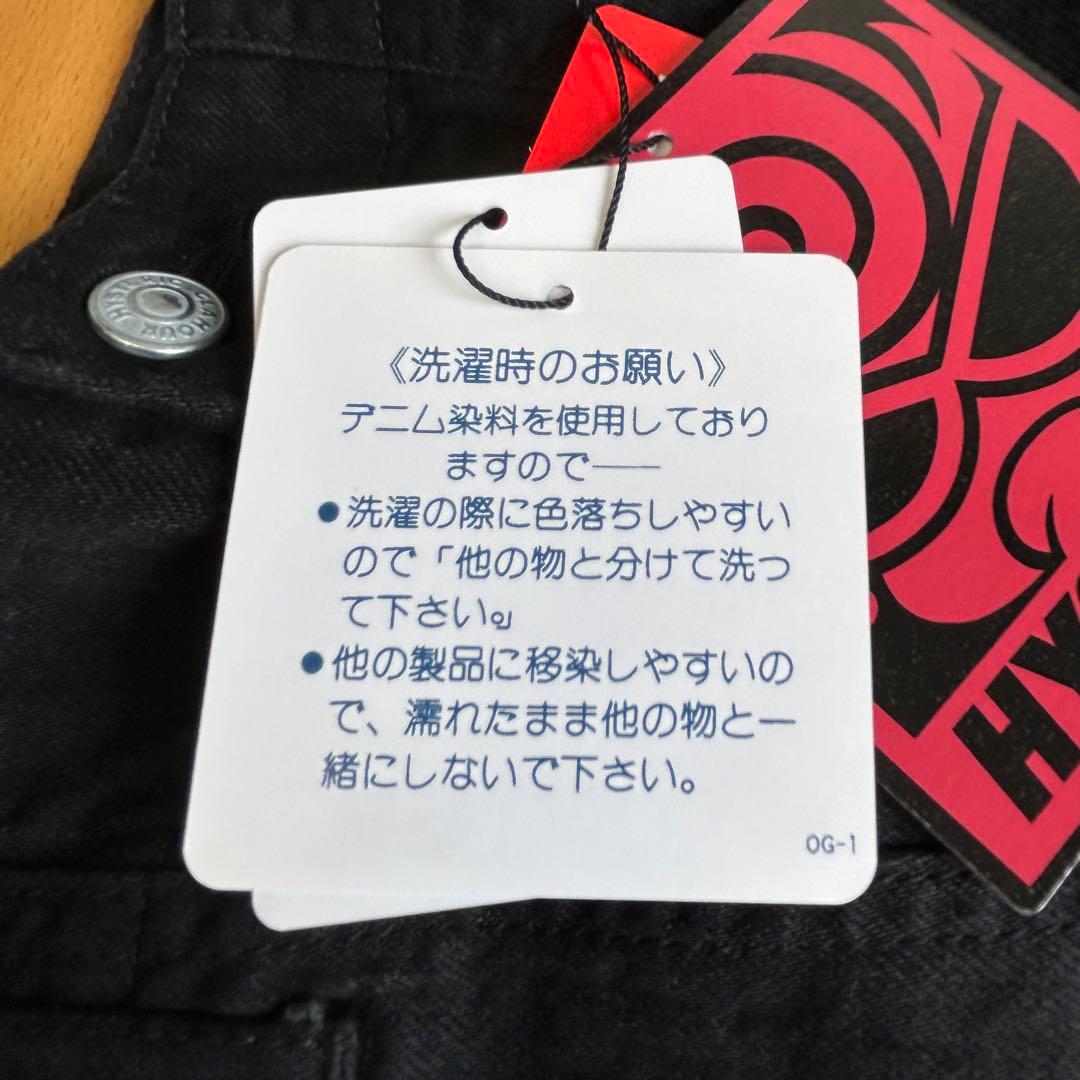 《洗濯時のお願い》
デニム染料を使用しており
ますので──
●洗濯の際に色落ちしやすい
ので「他の物と分けて洗っ
て下さい。」
●他の製品に移染しやすいの
で、濡れたまま他の物と一
緒にしないで下さい。
OG-1
HYSTERIC GLAMOUR
HYS